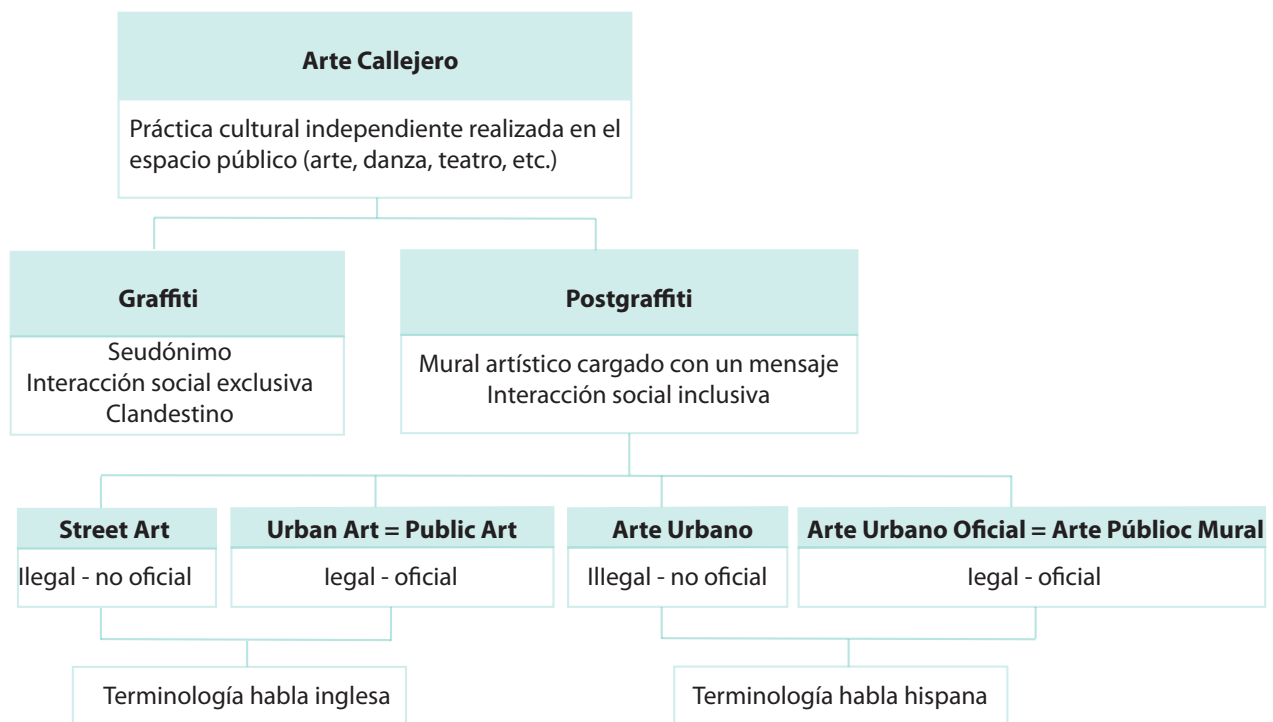 Arte Callejero
Práctica cultural independiente realizada en el
espacio público (arte, danza, teatro, etc.)
Graffiti
Seudónimo
Interacción social exclusiva
Clandestino
Postgraffiti
Mural artístico cargado con un mensaje
Interacción social inclusiva
Street Art
Ilegal - no oficial
Urban Art = Public Art
legal - oficial
Arte Urbano
Illegal - no oficial
Arte Urbano Oficial = Arte Públioc Mural
legal - oficial
Terminología habla inglesa
Terminología habla hispana